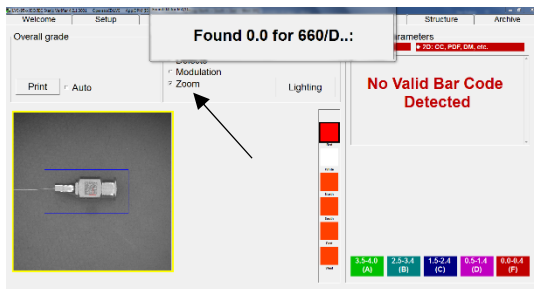 Welcome
Setup
Structure
Archive
Overall grade
Found 0.0 for 660/D..:
2D: CC, PDF, DM, etc.
Defects
Modulation
Zoom
Print
Auto
Lighting
No Valid Bar Code
Detected
3.5-4.0
(A)
2.5-3.4
(B)
1.5-2.4
(C)
0.5-1.4
(D)
0.0-0.4
(F)